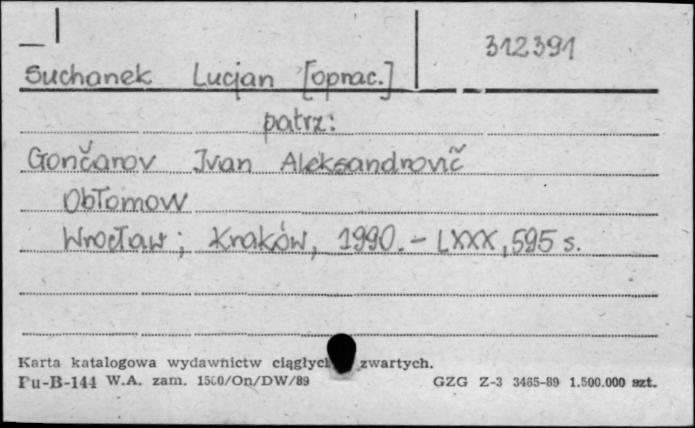 312391
Suchanek Lucjan [oprac.]
patrz:
Gončarov Ivan Aleksandrovič
Obłomow
Wrocław; Kraków, 1990. - LXXX, 595 s.
Karta katalogowa wydawnictw ciągłych zwartych.
Pu-B-144 W.A. zam. 1500/On/DW/89 GZG Z-3 3485-89 1.500.000 szt.